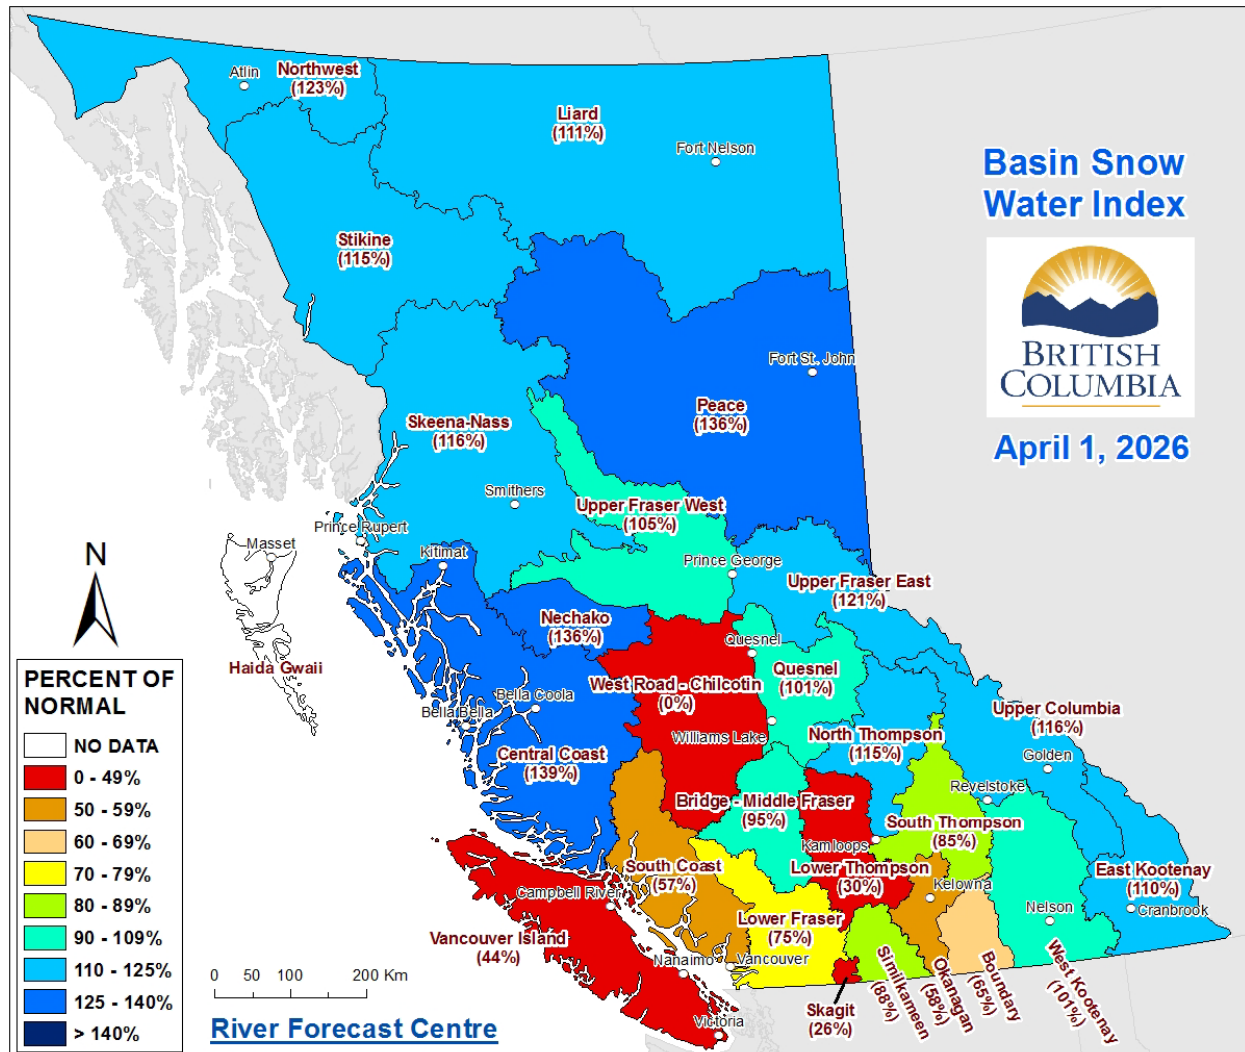 Atlin
Northwest
(123%)
Liard
(111%)
Fort Nelson
Basin Snow
Water Index
Stikine
(115%)
BRITISH
COLUMBIA
April 1, 2026
Fort St. John
Peace
(136%)
Skeena-Nass
(116%)
Smithers
Upper Fraser West
(105%)
Prince Rupert
Masset
Kitimat
Prince George
Upper Fraser East
(121%)
N
Nechako
(136%)
Quesnel
Haida Gwaii
West Road - Chilcotin
(0%)
Quesnel
(101%)
Bella Coola
Bella Bella
Williams Lake
Upper Columbia
(116%)
North Thompson
(115%)
Golden
Central Coast
(139%)
Revelstoke
Bridge - Middle Fraser
(95%)
South Thompson
(85%)
Kamloops
South Coast
(57%)
Lower Thompson
(30%)
Kelowna
East Kootenay
(110%)
Cranbrook
Campbell River
Nelson
Lower Fraser
(75%)
Vancouver Island
(44%)
Nanaimo
Vancouver
Victoria
Skagit
(26%)
Similkameen
(88%)
Okanagan
(58%)
Boundary
(65%)
West Kootenay
(101%)
PERCENT OF
NORMAL
NO DATA
0 - 49%
50 - 59%
60 - 69%
70 - 79%
80 - 89%
90 - 109%
110 - 125%
125 - 140%
> 140%
0 50 100 200 Km
River Forecast Centre